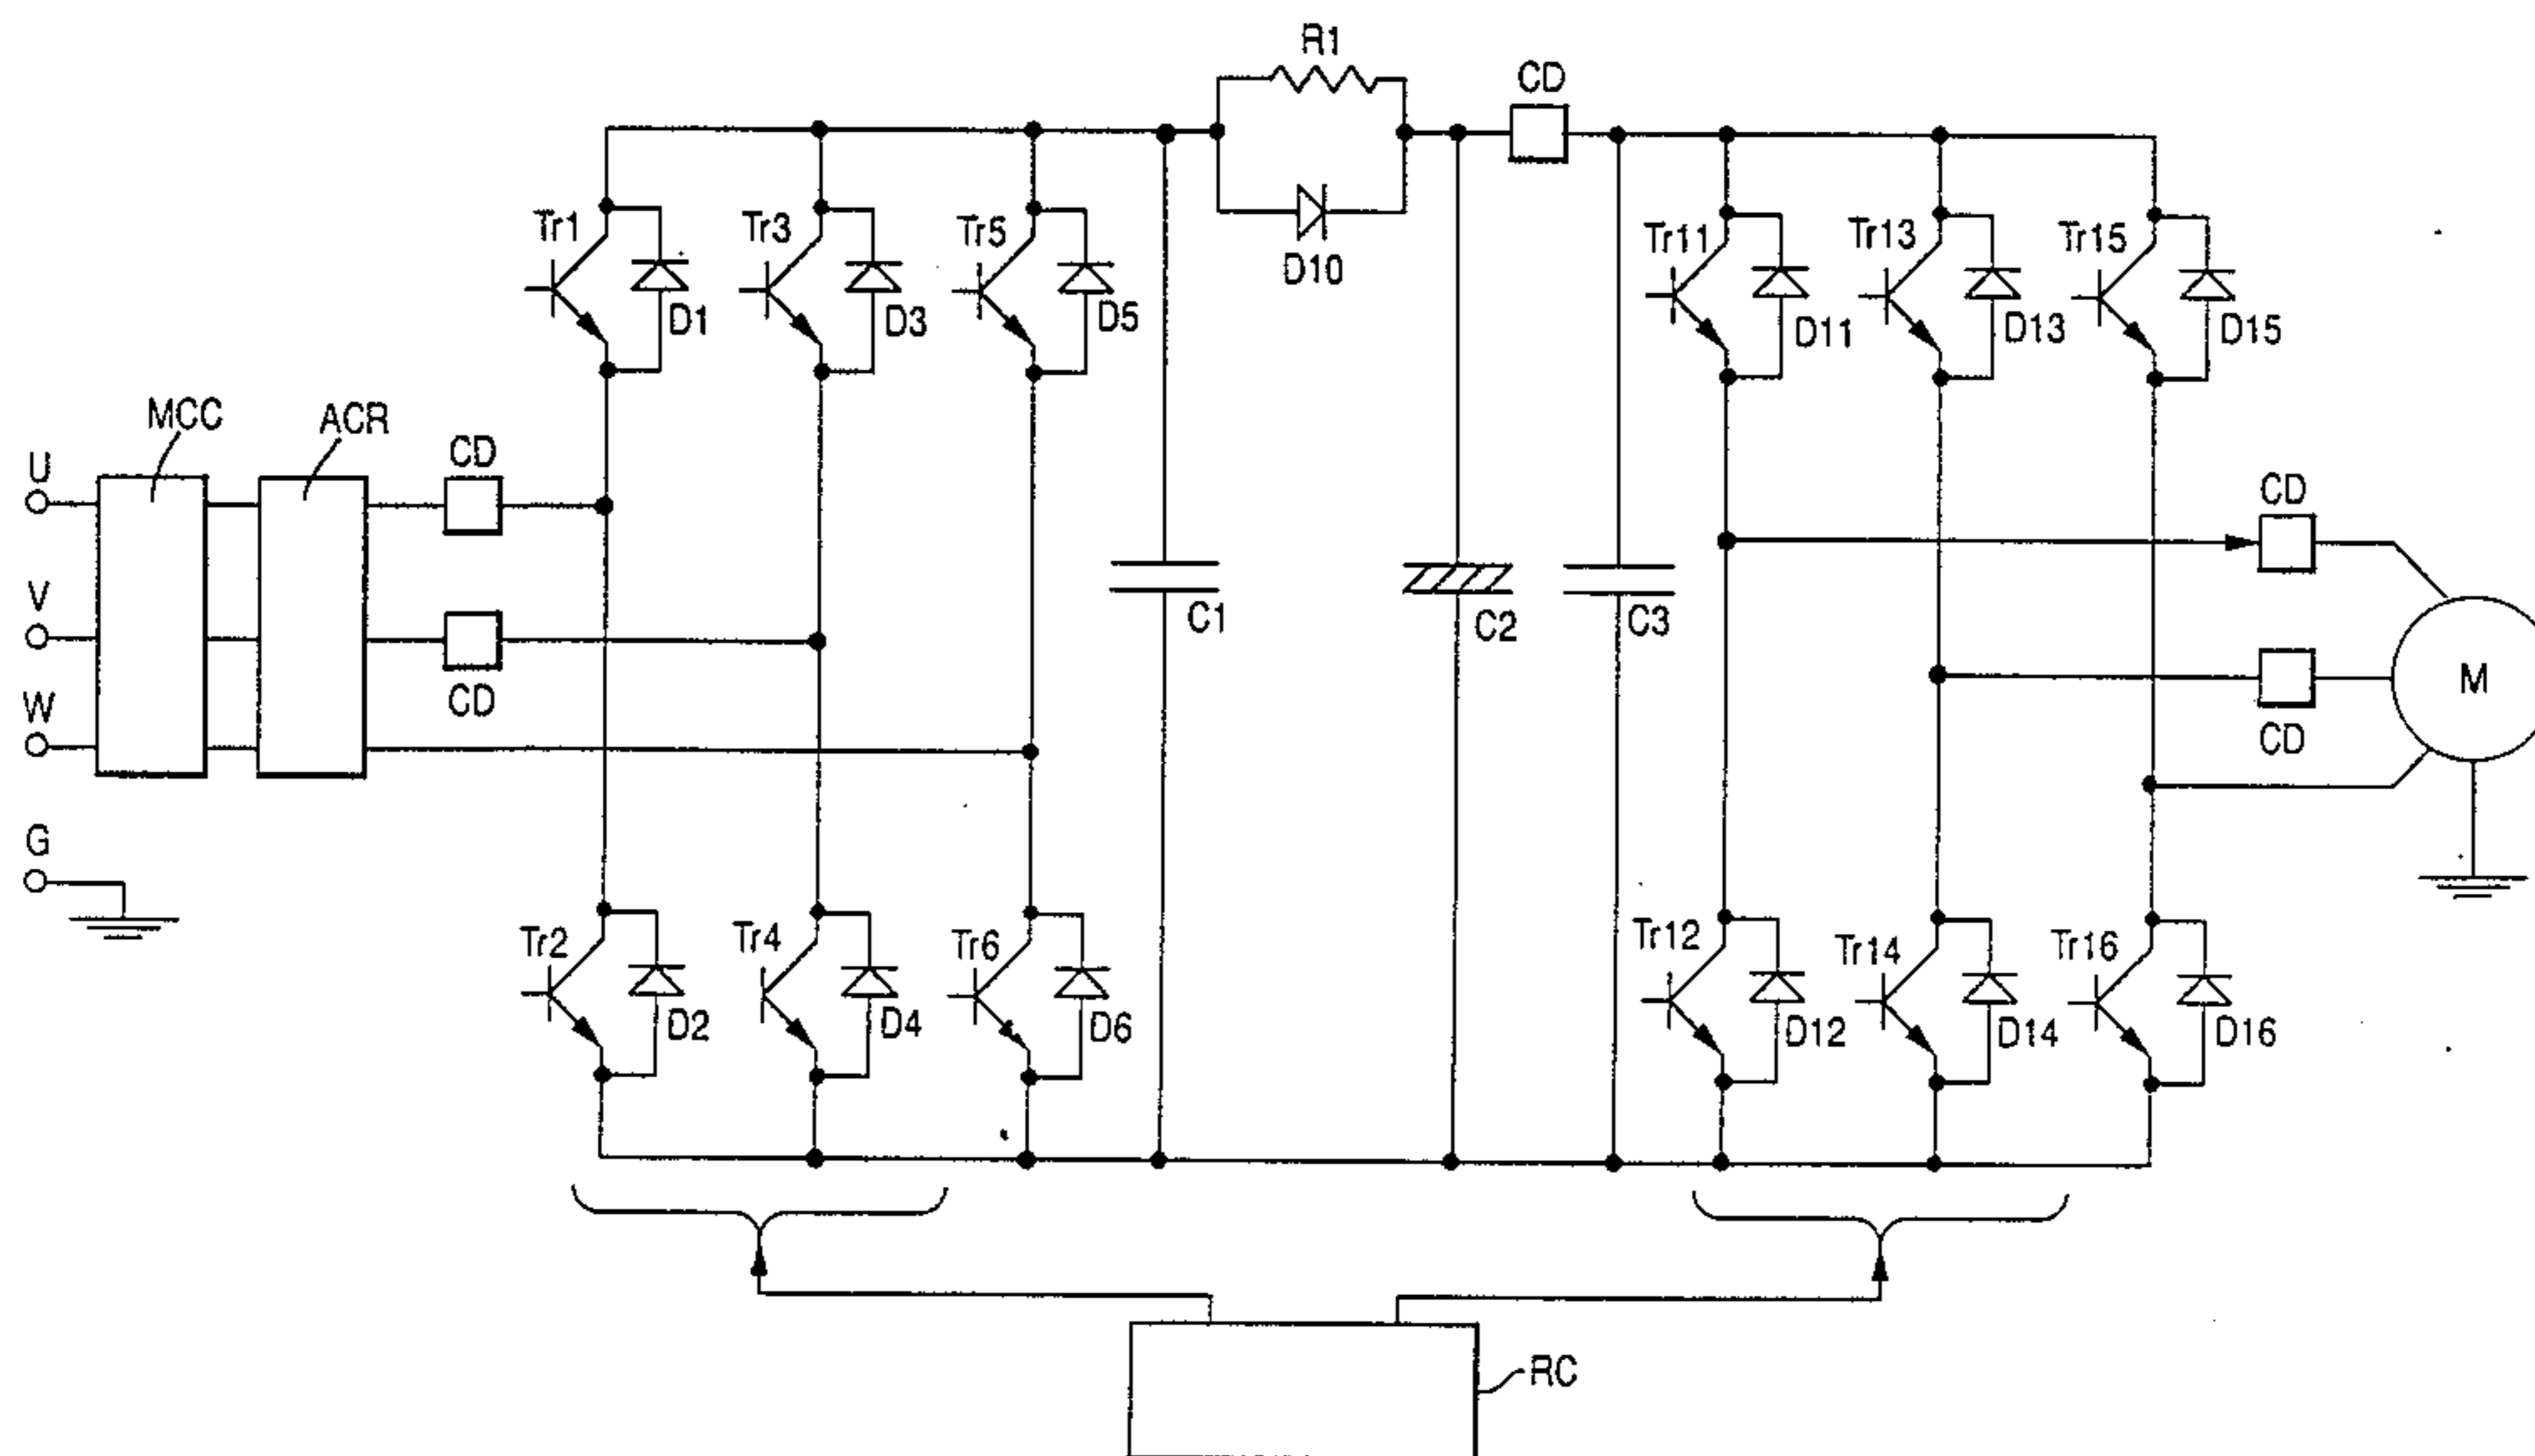 R1
CD
Tr1
Tr3
Tr5
Tr11
Tr13
Tr15
D10
D1
D3
D5
D11
D13
D15
MCC
ACR
CD
U
CD
V
C1
C2
C3
M
W
CD
CD
G
Tr2
Tr4
Tr6
Tr12
Tr14
Tr16
D2
D4
D6
D12
D14
D16
RC